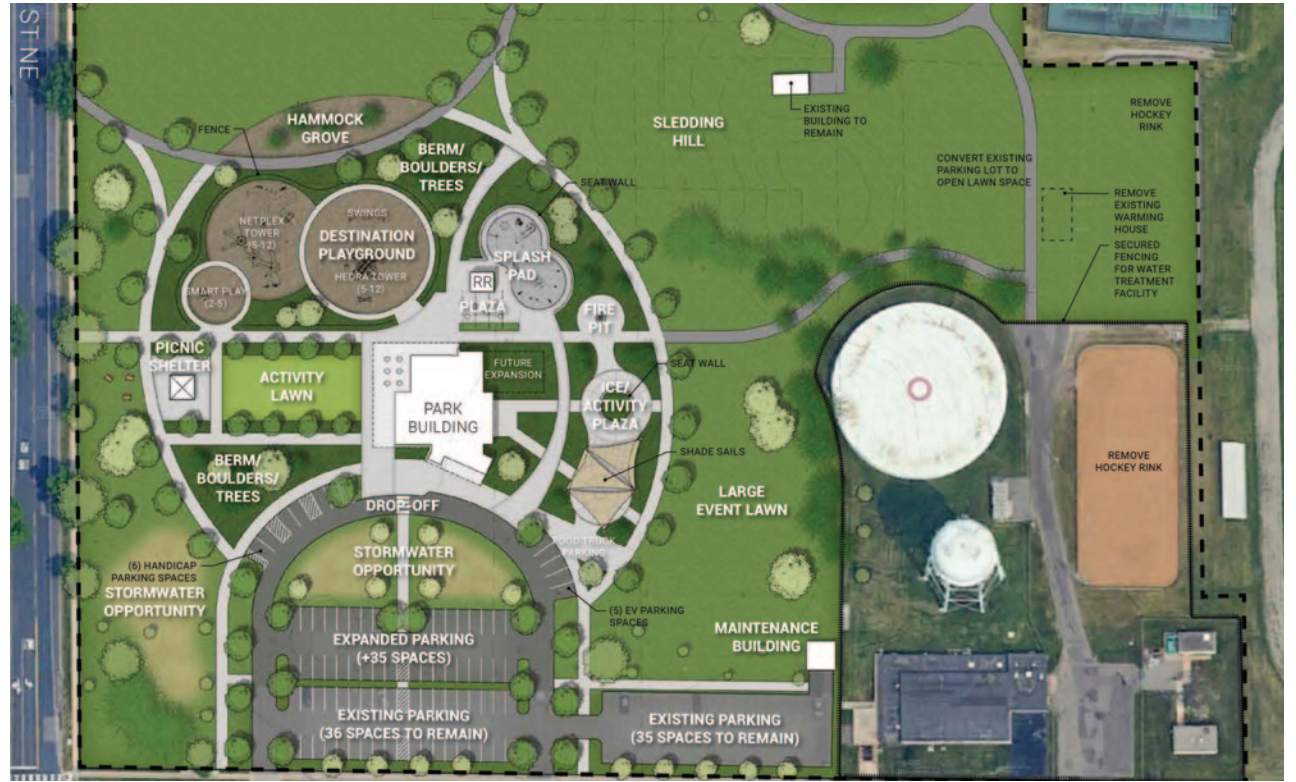 ST NE
HAMMOCK
GROVE
FENCE
BERM/
BOULDERS/
TREES
SLEDDING
HILL
EXISTING
BUILDING TO
REMAIN
REMOVE
HOCKEY
RINK
CONVERT EXISTING
PARKING LOT TO
OPEN LAWN SPACE
SEAT WALL
REMOVE
EXISTING
WARMING
HOUSE
SECURED
FENCING
FOR WATER
TREATMENT
FACILITY
NETPLEX
TOWER
(5-12)
SWINGS
DESTINATION
PLAYGROUND
HEDRA TOWER
(5-12)
SMART PLAY
(2-5)
SPLASH
PAD
RR
PLAZA
FIRE
PIT
PICNIC
SHELTER
ACTIVITY
LAWN
FUTURE
EXPANSION
SEAT WALL
PARK
BUILDING
ICE/
ACTIVITY
PLAZA
SHADE SAILS
REMOVE
HOCKEY RINK
BERM/
BOULDERS/
TREES
LARGE
EVENT LAWN
DROP-OFF
FOOD TRUCK
PARKING
STORMWATER
OPPORTUNITY
(6) HANDICAP
PARKING SPACES
STORMWATER
OPPORTUNITY
(5) EV PARKING
SPACES
EXPANDED PARKING
(+35 SPACES)
MAINTENANCE
BUILDING
EXISTING PARKING
(36 SPACES TO REMAIN)
EXISTING PARKING
(35 SPACES TO REMAIN)